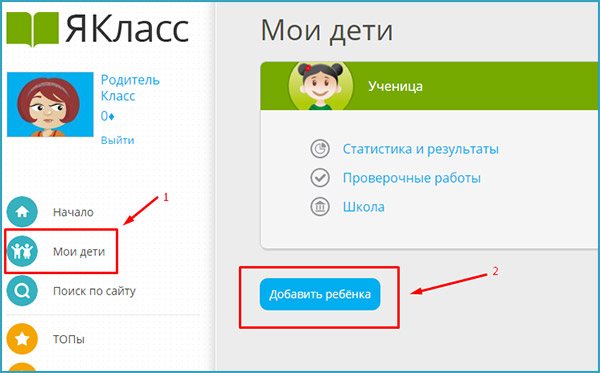 ЯКласс
Родитель
Класс
0♦
Выйти
Начало
Мои дети
Поиск по сайту
ТОПы
1
Мои дети
Ученица
Статистика и результаты
Проверочные работы
Школа
Добавить ребёнка
2